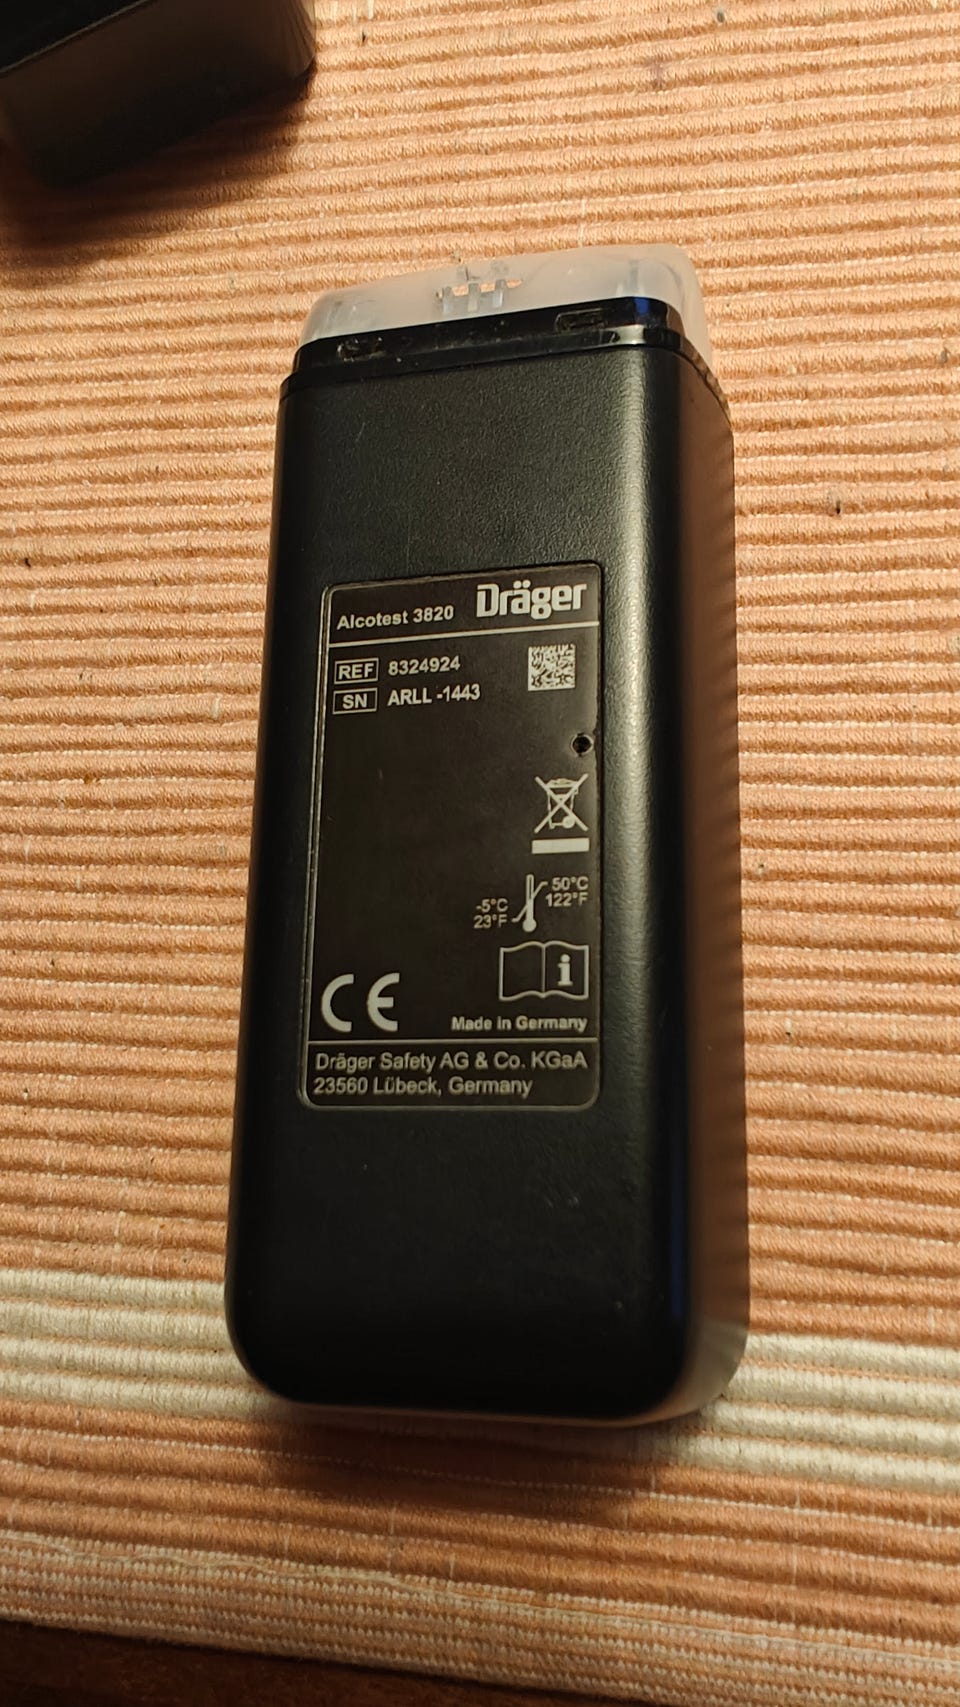 Alcotest 3820 Dräger
REF 8324924
SN ARLL -1443
50°C
122°F
-5°C
23°F
i
CE
Made in Germany
Dräger Safety AG & Co. KGaA
23560 Lübeck, Germany